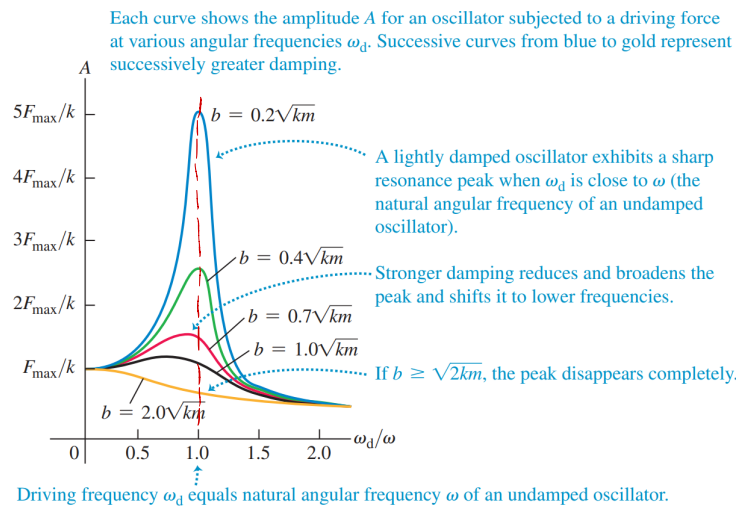 Each curve shows the amplitude A for an oscillator subjected to a driving force
at various angular frequencies ωd. Successive curves from blue to gold represent
successively greater damping.
A
5Fmax/k
b = 0.2√km
A lightly damped oscillator exhibits a sharp
resonance peak when ωd is close to ω (the
natural angular frequency of an undamped
oscillator).
4Fmax/k
3Fmax/k
b = 0.4√km
Stronger damping reduces and broadens the
peak and shifts it to lower frequencies.
2Fmax/k
b = 0.7√km
b = 1.0√km
Fmax/k
If b ≥ √2km, the peak disappears completely.
b = 2.0√km
ωd/ω
0 0.5 1.0 1.5 2.0
Driving frequency ωd equals natural angular frequency ω of an undamped oscillator.